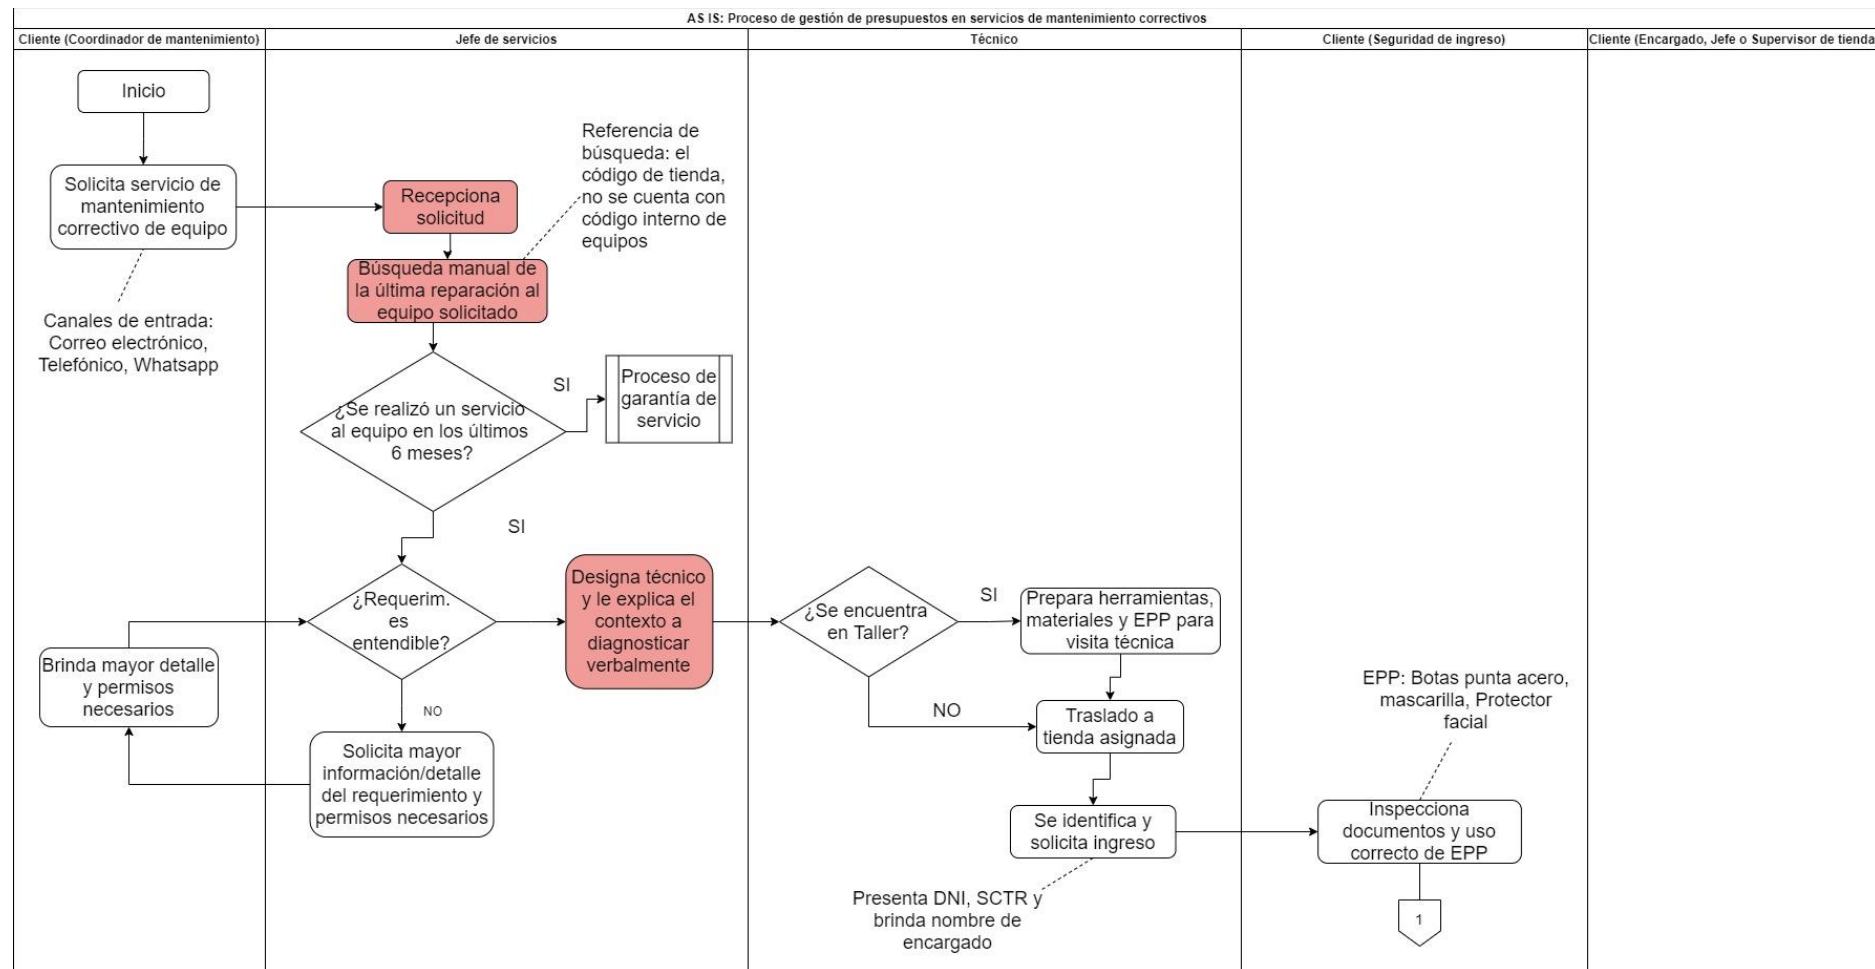 AS IS: Proceso de gestión de presupuestos en servicios de mantenimiento correctivos
Cliente (Coordinador de mantenimiento)
Jefe de servicios
Técnico
Cliente (Seguridad de ingreso)
Cliente (Encargado, Jefe o Supervisor de tienda
Inicio
Solicita servicio de
mantenimiento
correctivo de equipo
Canales de entrada:
Correo electrónico,
Telefónico, Whatsapp
Recepciona
solicitud
Referencia de
búsqueda: el
código de tienda,
no se cuenta con
código interno de
equipos
Búsqueda manual de
la última reparación al
equipo solicitado
¿Se realizó un servicio
al equipo en los últimos
6 meses?
SI
Proceso de
garantía de
servicio
SI
¿Requerim.
es
entendible?
Designa técnico
y le explica el
contexto a
diagnosticar
verbalmente
NO
Solicita mayor
información/detalle
del requerimiento y
permisos necesarios
Brinda mayor detalle
y permisos
necesarios
¿Se encuentra
en Taller?
SI
Prepara herramientas,
materiales y EPP para
visita técnica
NO
Traslado a
tienda asignada
Se identifica y
solicita ingreso
Presenta DNI, SCTR y
brinda nombre de
encargado
EPP: Botas punta acero,
mascarilla, Protector
facial
Inspecciona
documentos y uso
correcto de EPP
1